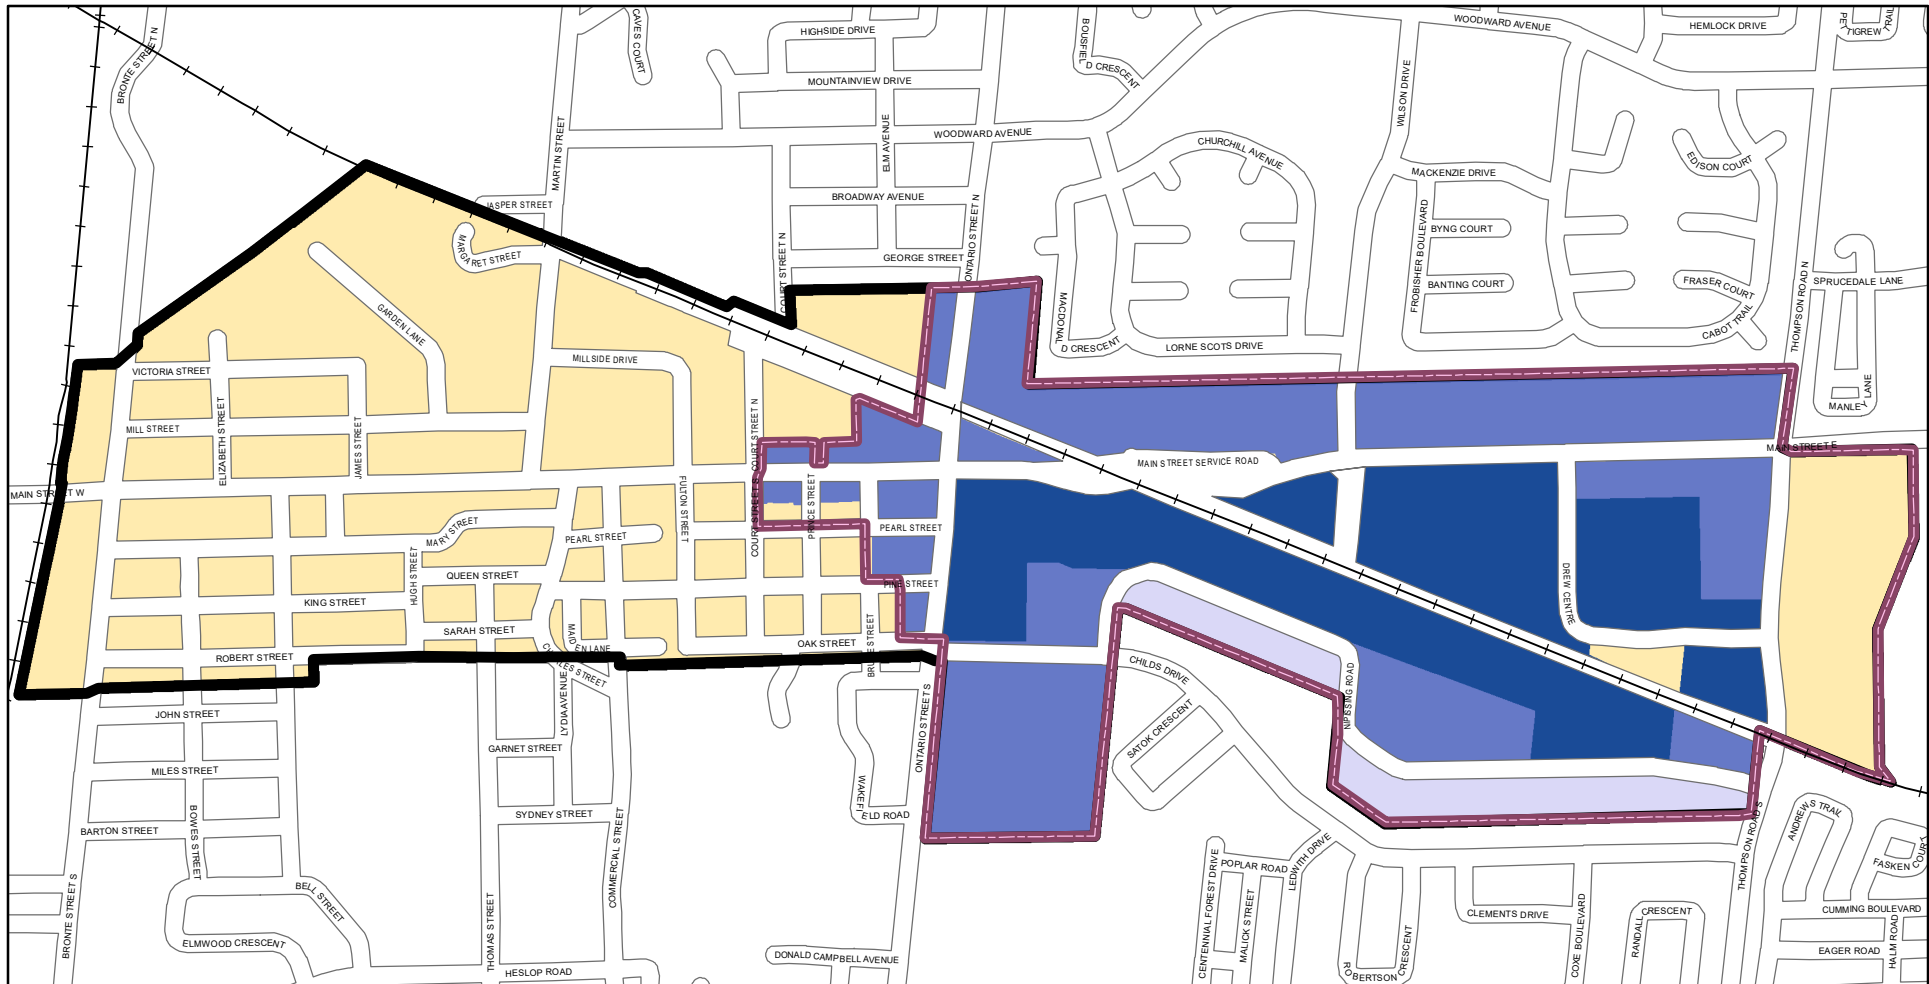 BRONTE STREET N
CAVES COURT
HIGHSIDE DRIVE
BOUSFIEL
D CRESCENT
WOODWARD AVENUE
HEMLOCK DRIVE
PET
TIGREW
TRAIL
MOUNTAINVIEW DRIVE
WILSON DRIVE
MARTIN STREET
ELM AVENUE
WOODWARD AVENUE
CHURCHILL AVENUE
EDISON COURT
MACKENZIE DRIVE
JASPER STREET
BROADWAY AVENUE
ONTARIO STREET N
FROBISHER BOULEVARD
BYNG COURT
MARGARET STREET
COURT STREET N
GEORGE STREET
THOMPSON ROAD N
BANTING COURT
FRASER COURT
SPRUCEDALE LANE
GARDEN LANE
MACDONAL
D CRESCENT
LORNE SCOTS DRIVE
CABOT TRAIL
MILLSIDE DRIVE
VICTORIA STREET
MANLEY LANE
MILL STREET
ELIZABETH STREET
JAMES STREET
COURT STREET N
MAIN STREET E
MAIN STREET W
MAIN STREET SERVICE ROAD
FULTON STREET
COURT STREET S
PRINCE STREET
MARY STREET
PEARL STREET
PEARL STREET
HUGH STREET
QUEEN STREET
PINE STREET
DREW CENTRE
KING STREET
SARAH STREET
MAID
EN LANE
OAK STREET
BRUCE STREET
ROBERT STREET
CHARLES STREET
CHILDS DRIVE
NIPISSING ROAD
JOHN STREET
LYDIA AVENUE
ONTARIO STREET S
SATOK CRESCENT
GARNET STREET
MILES STREET
WAKEFI
ELD ROAD
SYDNEY STREET
BARTON STREET
BOWES STREET
COMMERCIAL STREET
THOMPSON ROAD S
ANDREWS TRAIL
FASKEN COURT
POPLAR ROAD
LEDWITH DRIVE
CENTENNIAL FOREST DRIVE
MALICK STREET
BRONTE STREET S
BELL STREET
THOMAS STREET
CLEMENTS DRIVE
COXE BOULEVARD
RANDALL
CRESCENT
CUMMING BOULEVARD
HALM ROAD
EAGER ROAD
ELMWOOD CRESCENT
HESLOP ROAD
DONALD CAMPBELL AVENUE
ROBERTSON
CRESCENT